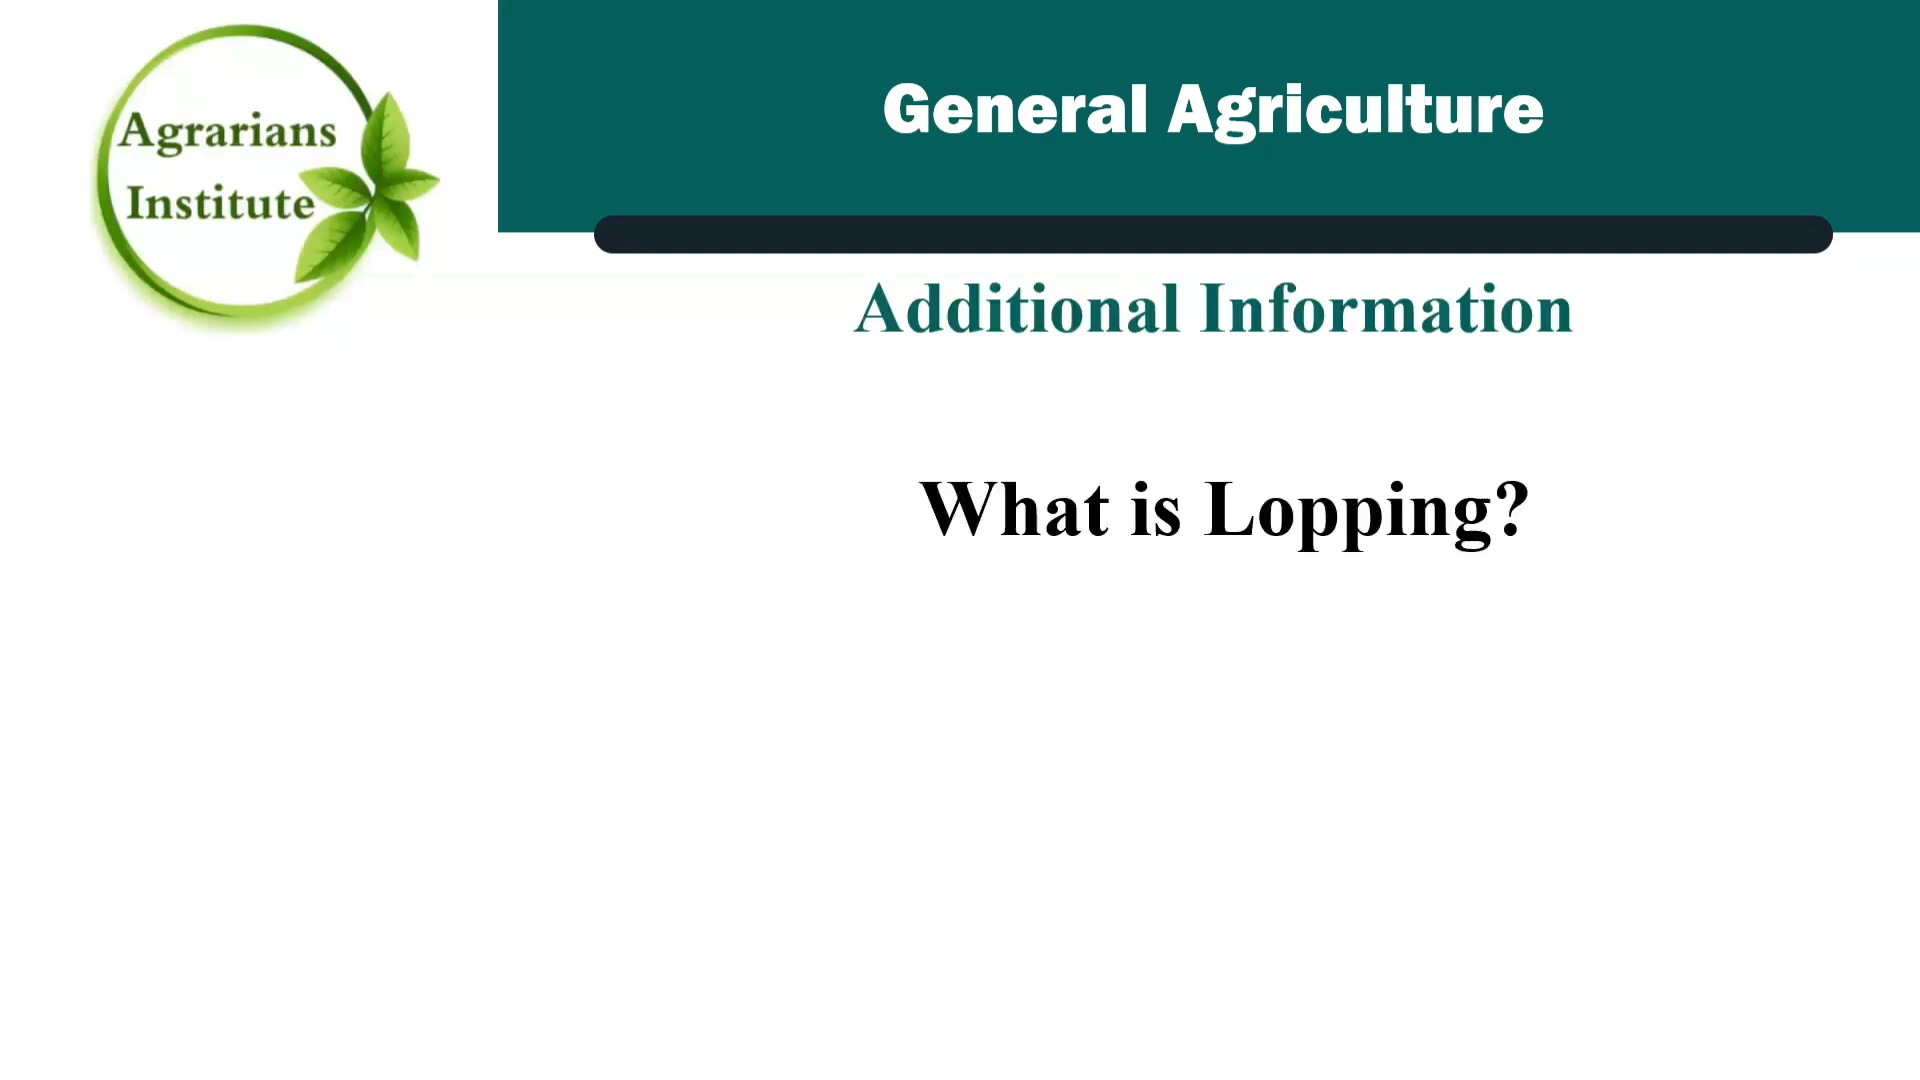 Agrarians
Institute
General Agriculture
Additional Information
What is Lopping?